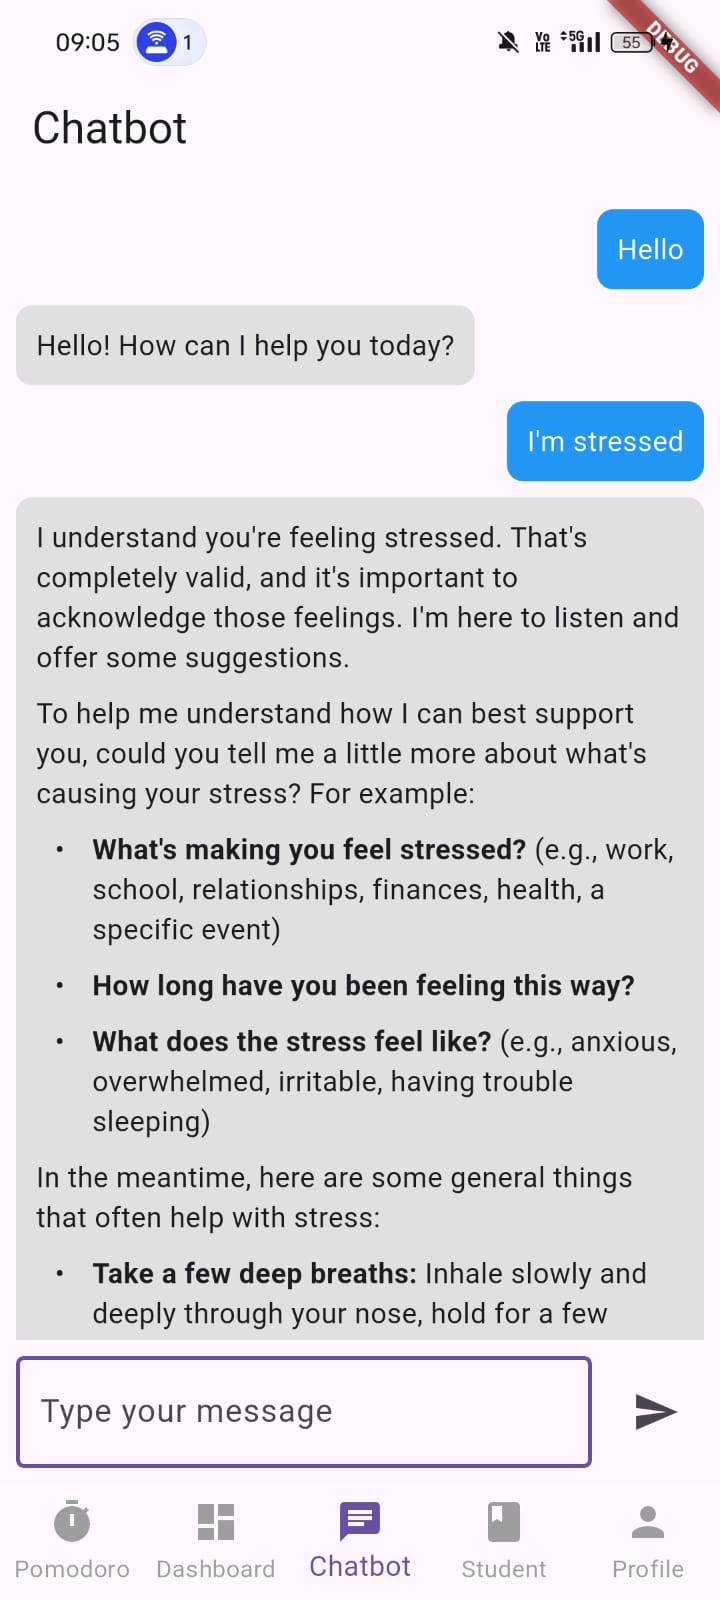 09:05
1
Vo
LTE
5G
55
DEBUG
Chatbot
Hello
Hello! How can I help you today?
I'm stressed
I understand you're feeling stressed. That's
completely valid, and it's important to
acknowledge those feelings. I'm here to listen and
offer some suggestions.
To help me understand how I can best support
you, could you tell me a little more about what's
causing your stress? For example:
• What's making you feel stressed? (e.g., work,
school, relationships, finances, health, a
specific event)
• How long have you been feeling this way?
• What does the stress feel like? (e.g., anxious,
overwhelmed, irritable, having trouble
sleeping)
In the meantime, here are some general things
that often help with stress:
• Take a few deep breaths: Inhale slowly and
deeply through your nose, hold for a few
Type your message
Pomodoro
Dashboard
Chatbot
Student
Profile